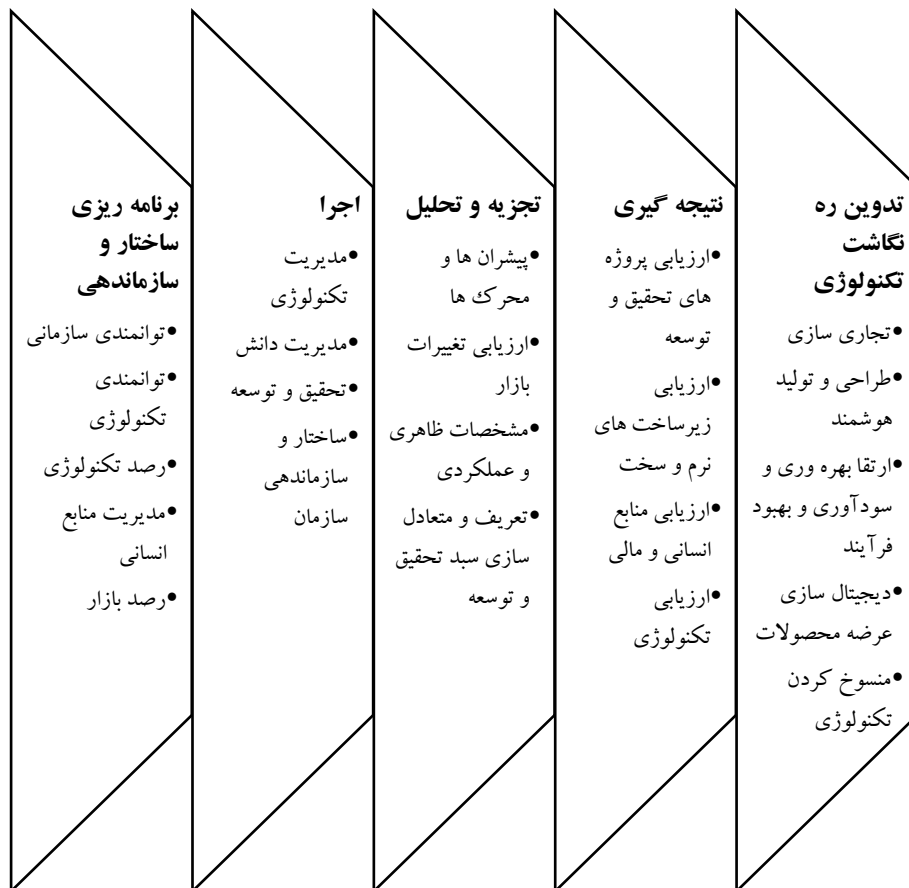 تدوین ره
نگاشت
تکنولوژی
•تجاری سازی
•طراحی و تولید
هوشمند
•ارتقا بهره وری و
سودآوری و بهبود
فرآیند
•دیجیتال سازی
عرضه محصولات
•منسوخ کردن
تکنولوژی
نتیجه گیری
•ارزیابی پروژه
های تحقیق و
توسعه
•ارزیابی
زیرساخت های
نرم و سخت
•ارزیابی منابع
انسانی و مالی
•ارزیابی
تکنولوژی
تجزیه و تحلیل
•پیشران ها و
محرک ها
•ارزیابی تغییرات
بازار
•مشخصات ظاهری
و عملکردی
•تعریف و متعادل
سازی سبد تحقیق
و توسعه
اجرا
•مدیریت
تکنولوژی
•مدیریت دانش
•تحقیق و توسعه
•ساختار و
سازماندهی
سازمان
برنامه ریزی
ساختار و
سازماندهی
•توانمندی سازمانی
•توانمندی
تکنولوژی
•رصد تکنولوژی
•مدیریت منابع
انسانی
•رصد بازار